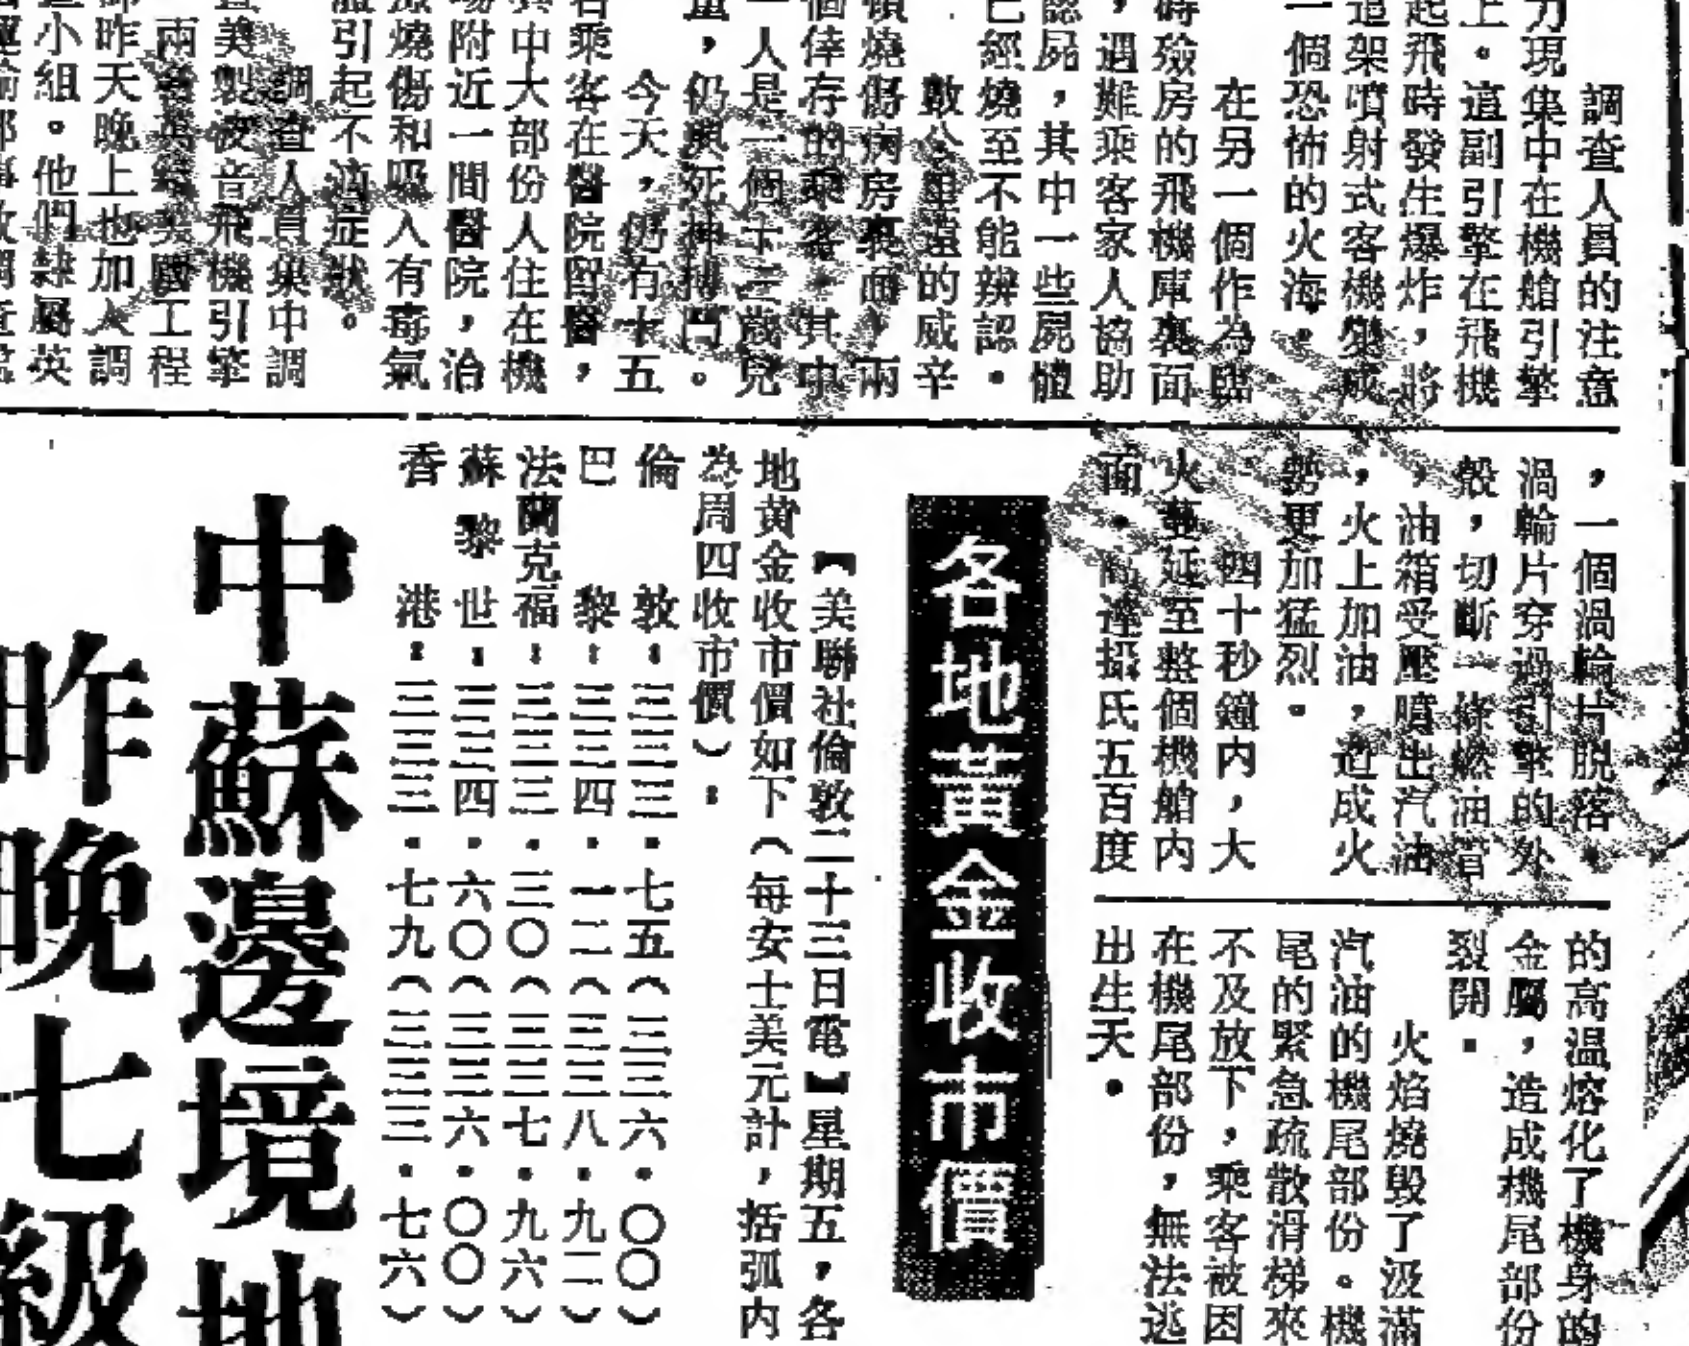 調查人員的注意
力現集中在機艙引擎
上。這副引擎在飛機
起飛時發生爆炸，將
這架噴射式客機變成
一個恐怖的火海。
在另一個作為臨
時殮房的飛機庫裏面
，遇難乘客家人協助
認屍，其中一些屍體
已經燒至不能辨認。
數公里遠的威辛
頓燒傷病房裏面，兩
個倖存的乘客，其中
一人是一個十三歲兒
童，仍與死神搏鬥。
今天，仍有十五
名乘客在醫院留醫，
其中大部份人住在機
場附近一間醫院，治
療燒傷和吸入有毒氣
體引起不適症狀。
調查人員集中調
查美製波音飛機引擎
兩名英美國工程
師昨天晚上也加入調
小組。他們隸屬英
，一個渦輪片脫落，
渦輪片穿過引擎的外
殼，切斷一條燃油管
，油箱受壓噴出汽油
，火上加油，造成火
勢更加猛烈。
四十秒鐘內，大
火蔓延至整個機艙內
面，高達攝氏五百度
的高溫熔化了機身的
金屬，造成機尾部份
裂開。
火焰燒毀了汲滿
汽油的機尾部份。機
尾的緊急疏散滑梯來
不及放下，乘客被困
在機尾部份，無法逃
出生天。
各地黃金收市價
【美聯社倫敦二十三日電】星期五，各
地黃金收市價如下（每安士美元計，括弧內
為周四收市價）：
倫敦：三三三．七五（三三六．〇〇）
巴黎：三三四．一二（三三八．九二）
法蘭克福：三三三．三〇（三三七．九六）
蘇黎世：三三四．六〇（三三六．〇〇）
香港：三三三．七九（三三三．七六）
中蘇邊境地
昨晚七級